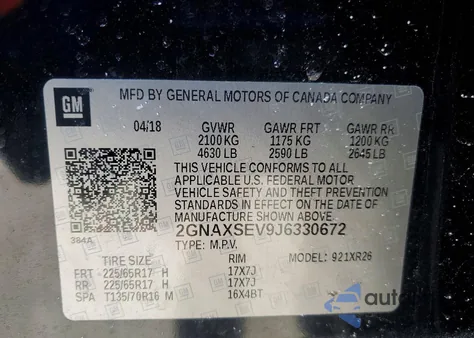 GM
MFD BY GENERAL MOTORS OF CANADA COMPANY
04/18 GVWR GAWR FRT GAWR RR
2100 KG 1175 KG 1200 KG
4630 LB 2590 LB 2645 LB
THIS VEHICLE CONFORMS TO ALL
APPLICABLE U.S. FEDERAL MOTOR
VEHICLE SAFETY AND THEFT PREVENTION
STANDARDS IN EFFECT ON THE DATE OF
MANUFACTURE SHOWN ABOVE.
384A
2GNAXSEV9J6330672
TYPE: M.P.V. MODEL: 921XR26
TIRE SIZE RIM
FRT 225/65R17 H 17X7J
RR 225/65R17 H 17X7J
SPA T135/70R16 M 16X4BT